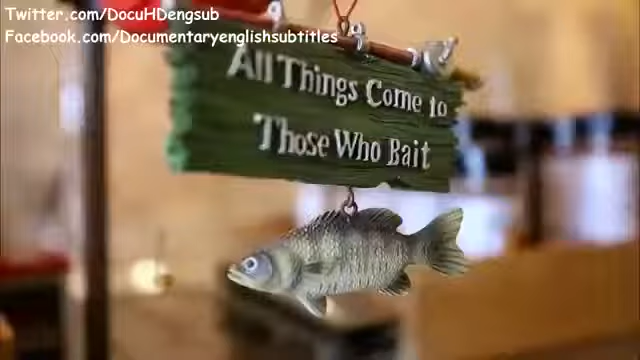 Twitter.com/DocuHDengsub
Facebook.com/Documentaryenglishsubtitles
All Things Come to
Those Who Bait